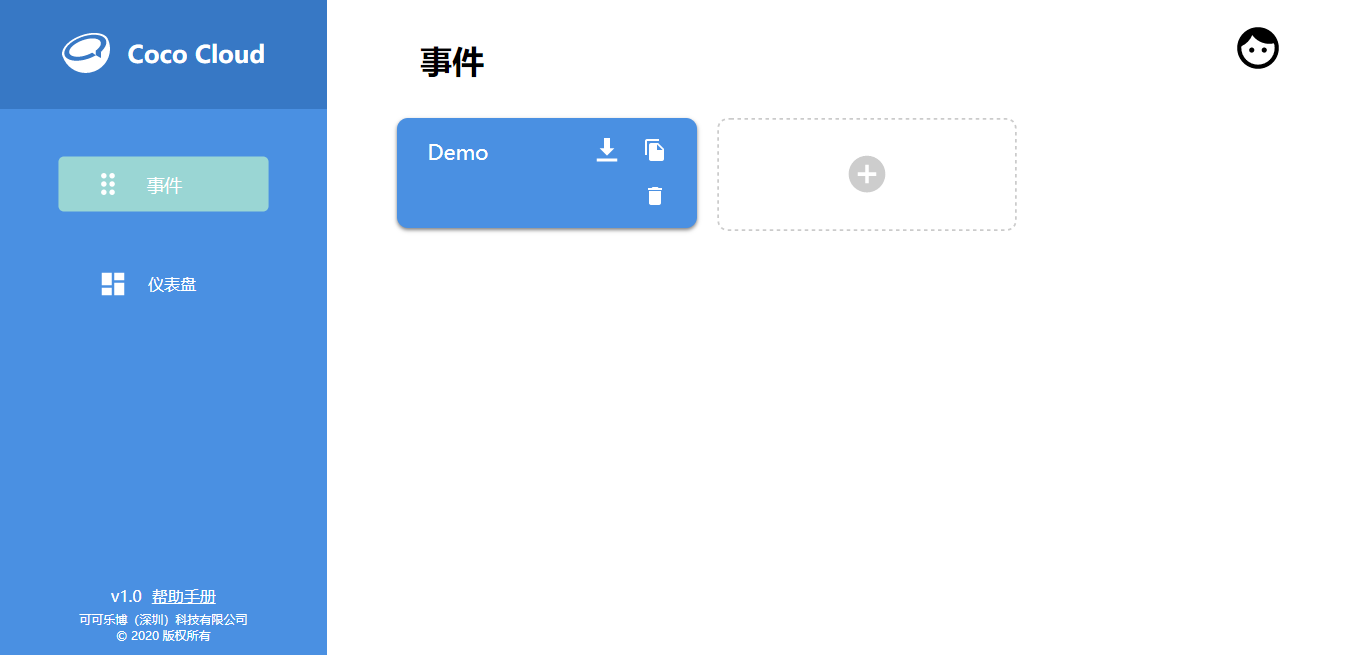 Coco Cloud
事件
仪表盘
v1.0 帮助手册
可可乐博（深圳）科技有限公司
© 2020 版权所有
事件
Demo